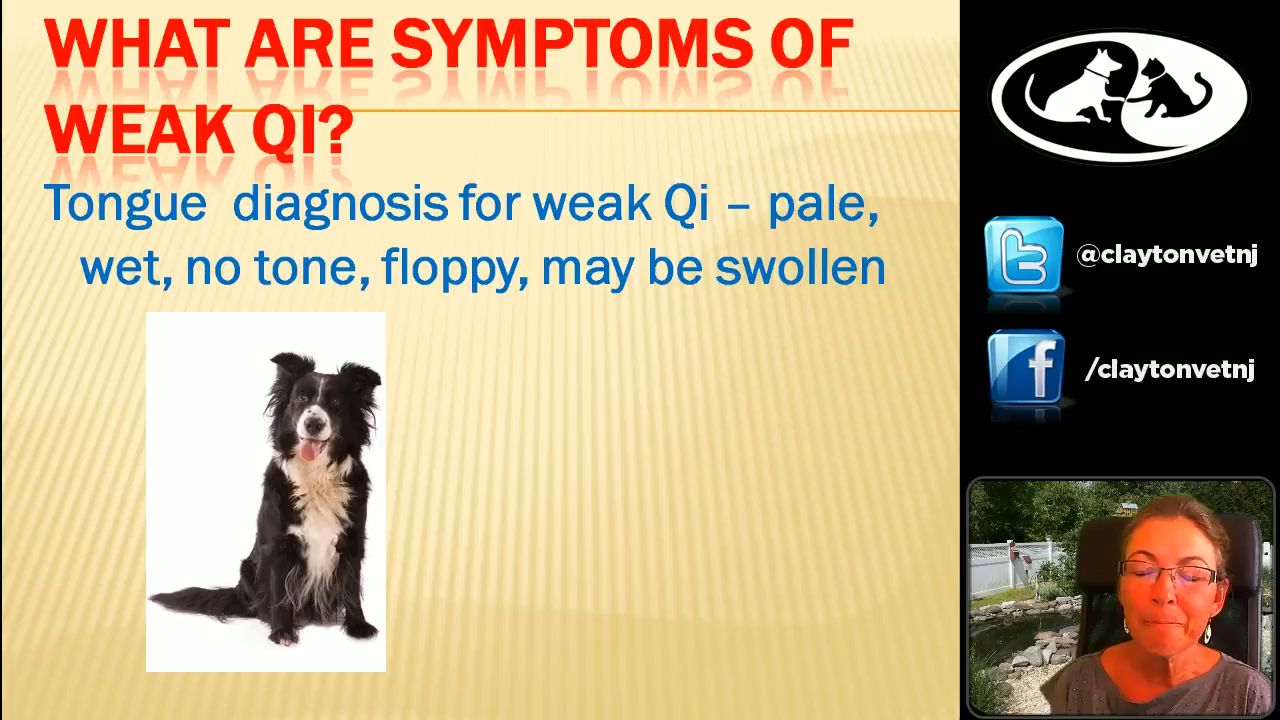 WHAT ARE SYMPTOMS OF
WEAK QI?
Tongue diagnosis for weak Qi – pale,
wet, no tone, floppy, may be swollen
@claytonvetnj
/claytonvetnj